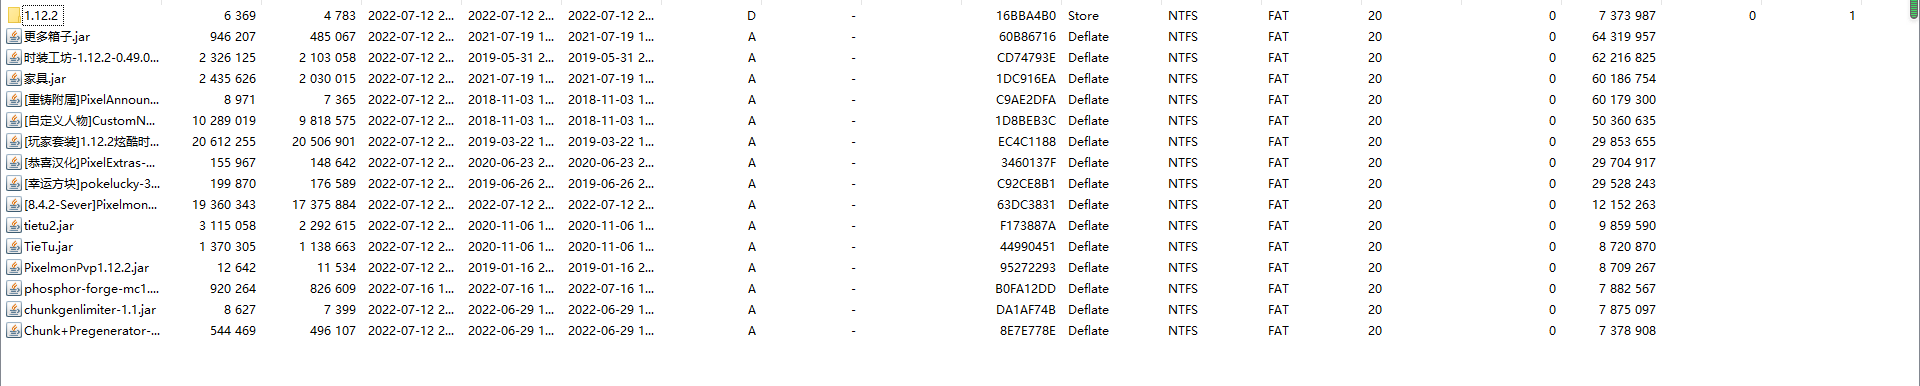 1.12.2 6 369 4 783 2022-07-12 2... 2022-07-12 2... 2022-07-12 2... D - 16BBA4B0 Store NTFS FAT 20 0 7 373 987 0 1
更多箱子.jar 946 207 485 067 2022-07-12 2... 2021-07-19 1... 2021-07-19 1... A - 60B86716 Deflate NTFS FAT 20 0 64 319 957
时装工坊-1.12.2-0.49.0... 2 326 125 2 103 058 2022-07-12 2... 2019-05-31 2... 2019-05-31 2... A - CD74793E Deflate NTFS FAT 20 0 62 216 825
家具.jar 2 435 626 2 030 015 2022-07-12 2... 2021-07-19 1... 2021-07-19 1... A - 1DC916EA Deflate NTFS FAT 20 0 60 186 754
[重铸附属]PixelAnnoun... 8 971 7 365 2022-07-12 2... 2018-11-03 1... 2018-11-03 1... A - C9AE2DFA Deflate NTFS FAT 20 0 60 179 300
[自定义人物]CustomN... 10 289 019 9 818 575 2022-07-12 2... 2018-11-03 1... 2018-11-03 1... A - 1D8BEB3C Deflate NTFS FAT 20 0 50 360 635
[玩家套装]1.12.2炫酷时... 20 612 255 20 506 901 2022-07-12 2... 2019-03-22 1... 2019-03-22 1... A - EC4C1188 Deflate NTFS FAT 20 0 29 853 655
[恭喜汉化]PixelExtras-... 155 967 148 642 2022-07-12 2... 2020-06-23 2... 2020-06-23 2... A - 3460137F Deflate NTFS FAT 20 0 29 704 917
[幸运方块]pokelucky-3... 199 870 176 589 2022-07-12 2... 2019-06-26 2... 2019-06-26 2... A - C92CE8B1 Deflate NTFS FAT 20 0 29 528 243
[8.4.2-Sever]Pixelmon... 19 360 343 17 375 884 2022-07-12 2... 2022-07-12 2... 2022-07-12 2... A - 63DC3831 Deflate NTFS FAT 20 0 12 152 263
tietu2.jar 3 115 058 2 292 615 2022-07-12 2... 2020-11-06 1... 2020-11-06 1... A - F173887A Deflate NTFS FAT 20 0 9 859 590
TieTu.jar 1 370 305 1 138 663 2022-07-12 2... 2020-11-06 1... 2020-11-06 1... A - 44990451 Deflate NTFS FAT 20 0 8 720 870
PixelmonPvp1.12.2.jar 12 642 11 534 2022-07-12 2... 2019-01-16 2... 2019-01-16 2... A - 95272293 Deflate NTFS FAT 20 0 8 709 267
phosphor-forge-mc1.... 920 264 826 609 2022-07-16 1... 2022-07-16 1... 2022-07-16 1... A - B0FA12DD Deflate NTFS FAT 20 0 7 882 567
chunkgenlimiter-1.1.jar 8 627 7 399 2022-07-12 2... 2022-06-29 1... 2022-06-29 1... A - DA1AF74B Deflate NTFS FAT 20 0 7 875 097
Chunk+Pregenerator-... 544 469 496 107 2022-07-12 2... 2022-06-29 1... 2022-06-29 1... A - 8E7E778E Deflate NTFS FAT 20 0 7 378 908